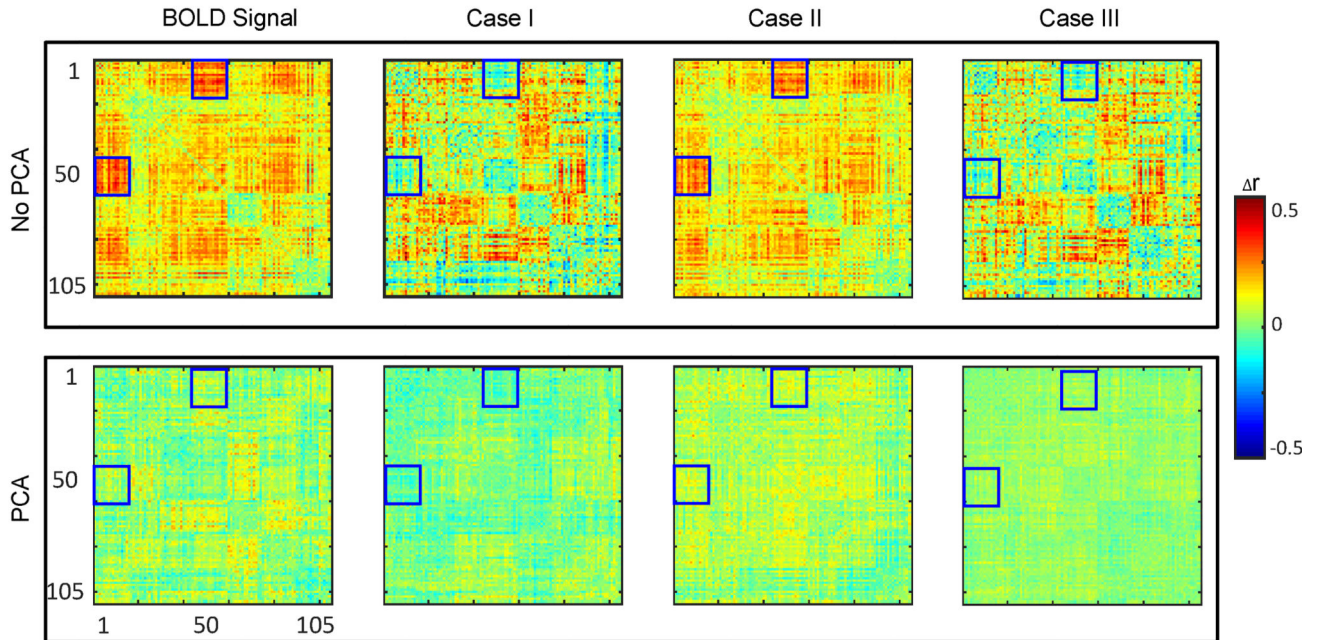 BOLD Signal Case I Case II Case III
No PCA
1
50
105
Δr
0.5
0
-0.5
PCA
1
50
105
1 50 105